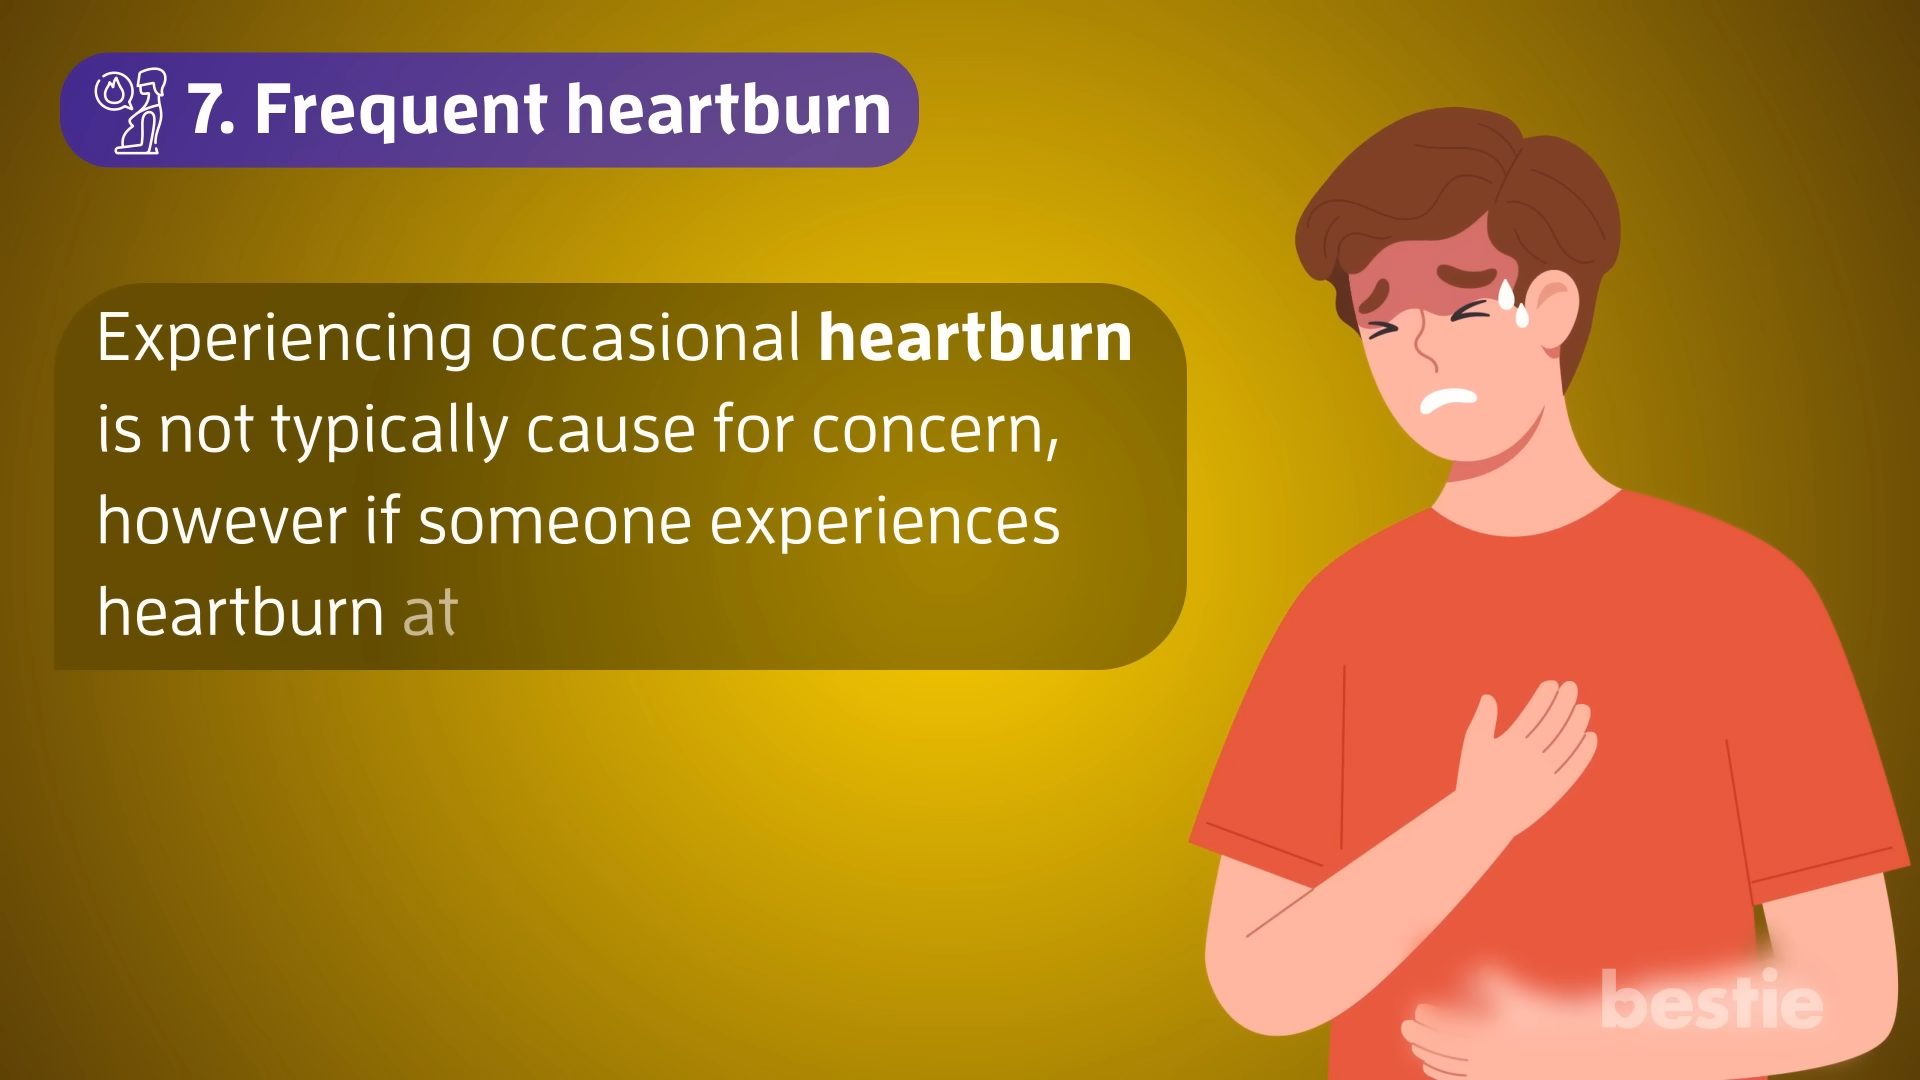 7. Frequent heartburn
Experiencing occasional heartburn
is not typically cause for concern,
however if someone experiences
heartburn at
bestie